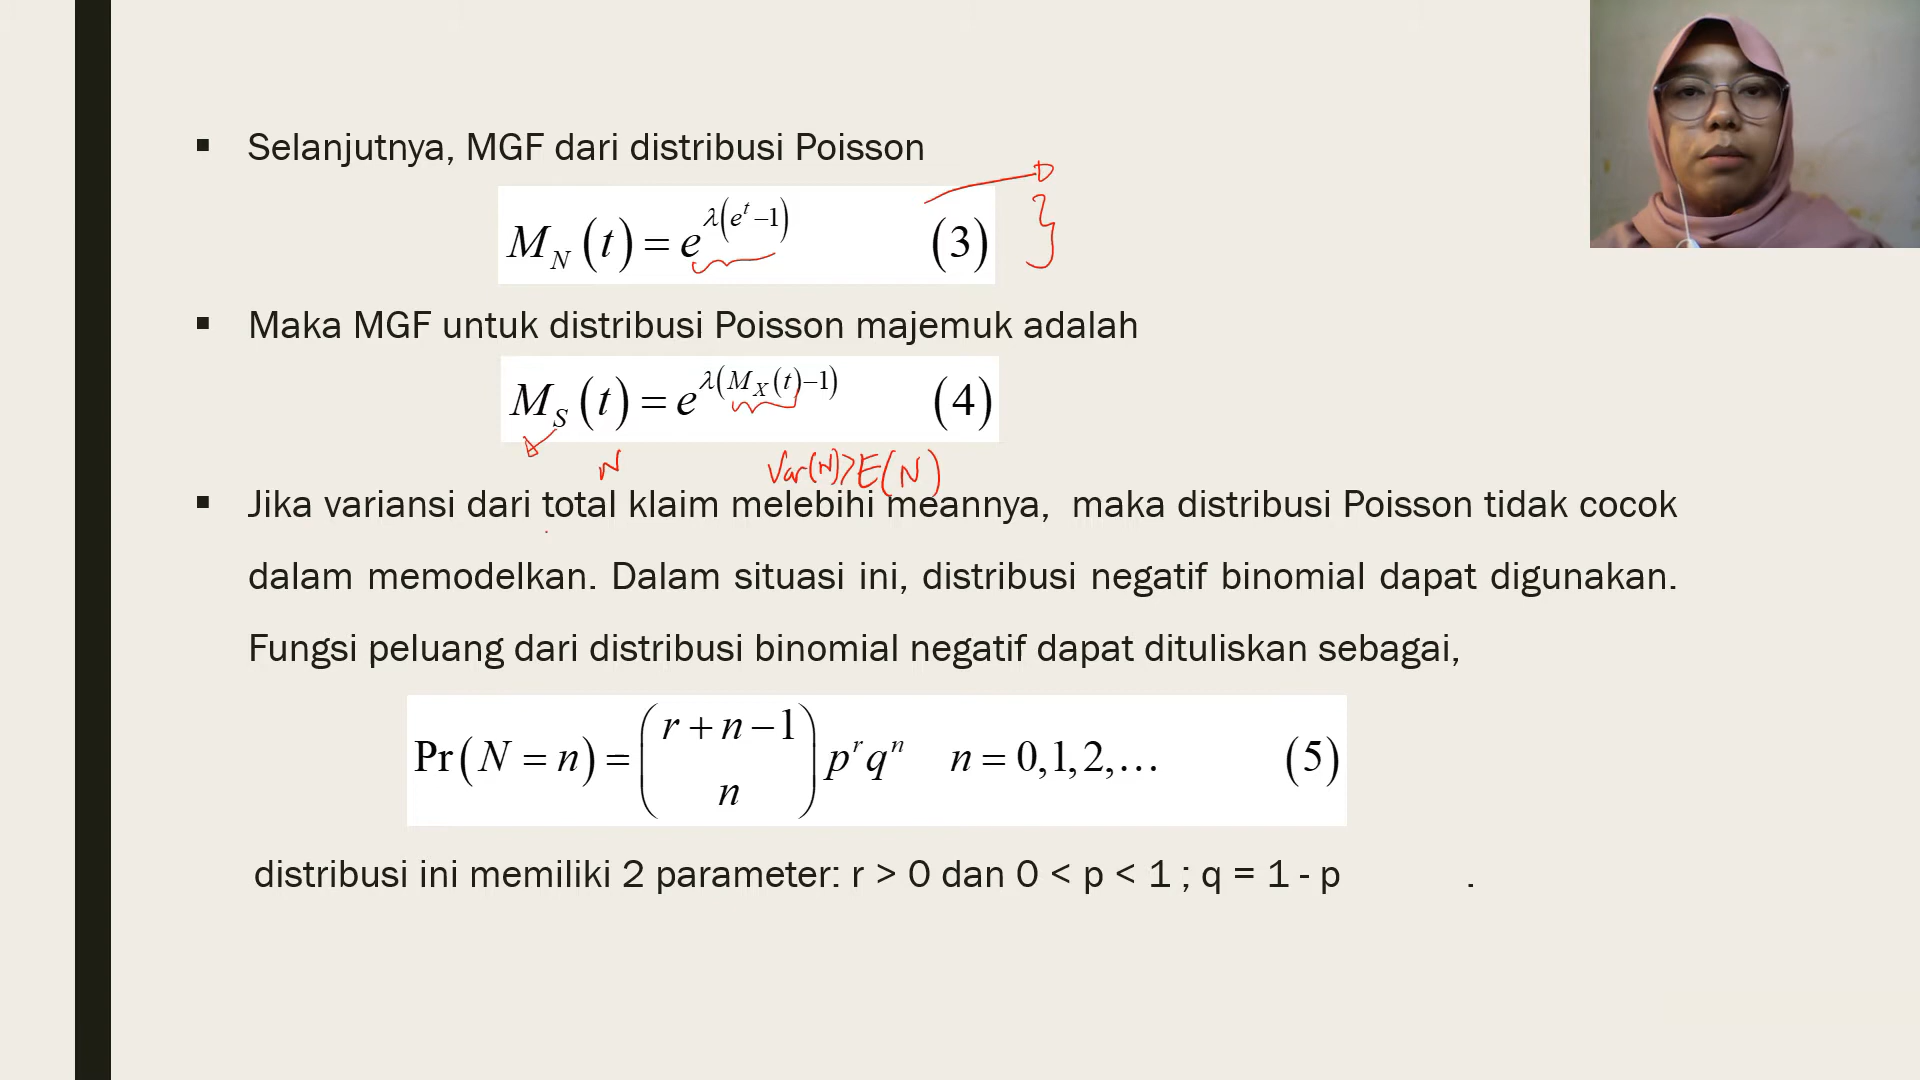 Selanjutnya, MGF dari distribusi Poisson
M_N(t) = e^{λ(e^t−1)} (3)
Maka MGF untuk distribusi Poisson majemuk adalah
M_S(t) = e^{λ(M_X(t)−1)} (4)
N Var(N)>E(N)
Jika variansi dari total klaim melebihi meannya, maka distribusi Poisson tidak cocok
dalam memodelkan. Dalam situasi ini, distribusi negatif binomial dapat digunakan.
Fungsi peluang dari distribusi binomial negatif dapat dituliskan sebagai,
Pr(N = n) = \binom{r+n−1}{n} p^r q^n n = 0,1,2,… (5)
distribusi ini memiliki 2 parameter: r > 0 dan 0 < p < 1 ; q = 1 - p .